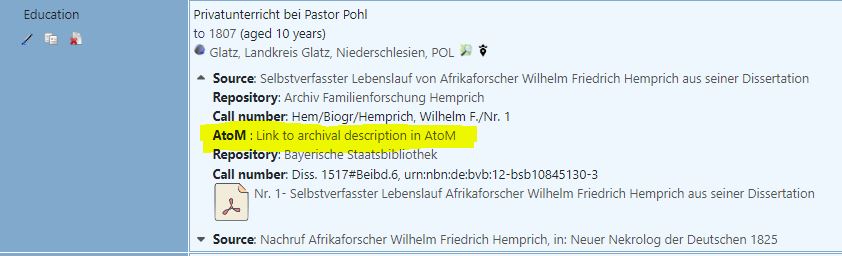 Education
Privatunterricht bei Pastor Pohl
to 1807 (aged 10 years)
Glatz, Landkreis Glatz, Niederschlesien, POL
Source: Selbstverfasster Lebenslauf von Afrikaforscher Wilhelm Friedrich Hemprich aus seiner Dissertation
Repository: Archiv Familienforschung Hemprich
Call number: Hem/Biogr/Hemprich, Wilhelm F./Nr. 1
AtoM : Link to archival description in AtoM
Repository: Bayerische Staatsbibliothek
Call number: Diss. 1517#Beibd.6, urn:nbn:de:bvb:12-bsb10845130-3
Nr. 1- Selbstverfasster Lebenslauf Afrikaforscher Wilhelm Friedrich Hemprich aus seiner Dissertation
Source: Nachruf Afrikaforscher Wilhelm Friedrich Hemprich, in: Neuer Nekrolog der Deutschen 1825